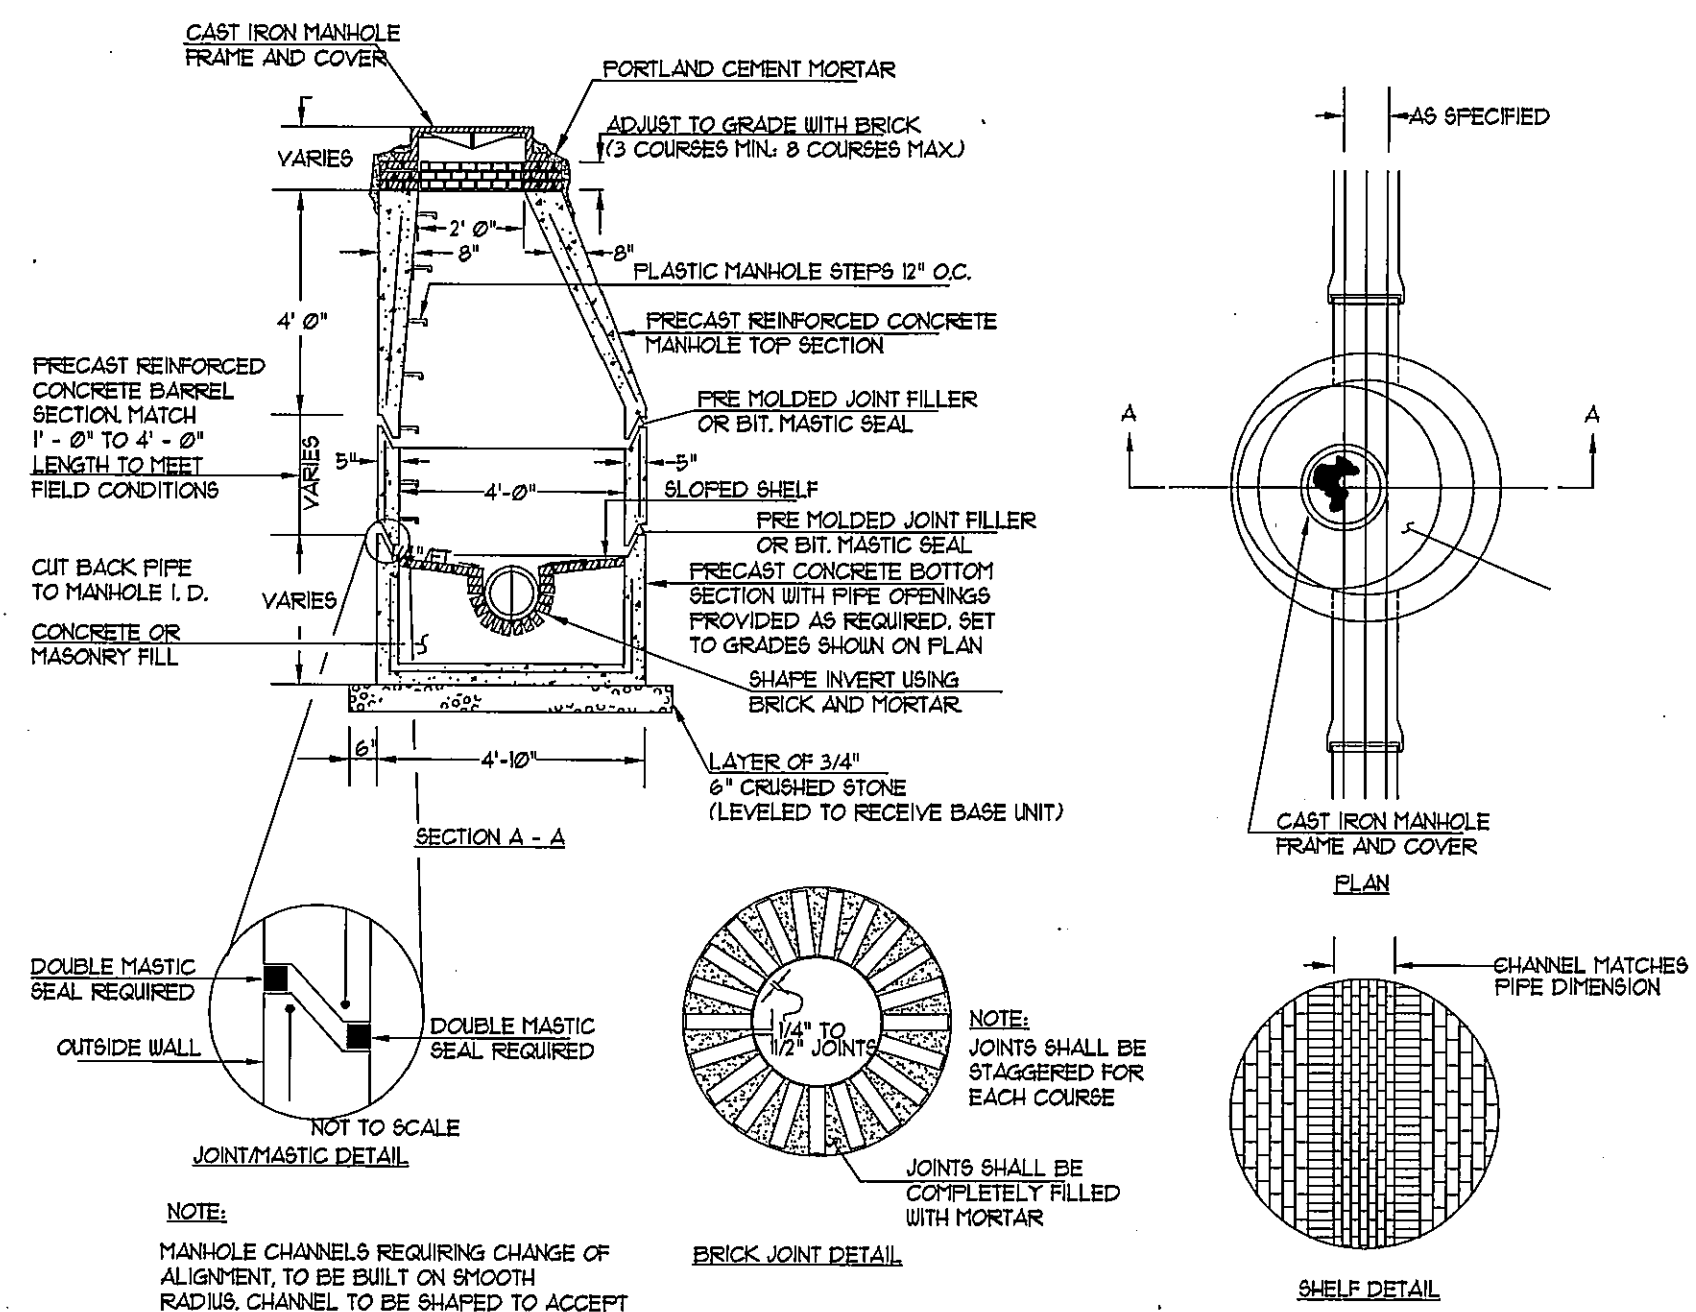 CAST IRON MANHOLE
FRAME AND COVER
PORTLAND CEMENT MORTAR
ADJUST TO GRADE WITH BRICK
(3 COURSES MIN.: 8 COURSES MAX.)
VARIES
2' 0"
8"
8"
PLASTIC MANHOLE STEPS 12" O.C.
4' 0"
PRECAST REINFORCED CONCRETE
MANHOLE TOP SECTION
PRECAST REINFORCED
CONCRETE BARREL
SECTION. MATCH
1' - 0" TO 4' - 0"
LENGTH TO MEET
FIELD CONDITIONS
VARIES
PRE MOLDED JOINT FILLER
OR BIT. MASTIC SEAL
5"
5"
4'-0"
SLOPED SHELF
PRE MOLDED JOINT FILLER
OR BIT. MASTIC SEAL
1/4"/FT
CUT BACK PIPE
TO MANHOLE I. D.
VARIES
PRECAST CONCRETE BOTTOM
SECTION WITH PIPE OPENINGS
PROVIDED AS REQUIRED. SET
TO GRADES SHOWN ON PLAN
CONCRETE OR
MASONRY FILL
SHAPE INVERT USING
BRICK AND MORTAR
6"
4'-10"
LAYER OF 3/4"
6" CRUSHED STONE
(LEVELED TO RECEIVE BASE UNIT)
SECTION A - A
AS SPECIFIED
A
A
CAST IRON MANHOLE
FRAME AND COVER
PLAN
DOUBLE MASTIC
SEAL REQUIRED
OUTSIDE WALL
DOUBLE MASTIC
SEAL REQUIRED
NOT TO SCALE
JOINT/MASTIC DETAIL
1/4" TO
1/2" JOINTS
NOTE:
JOINTS SHALL BE
STAGGERED FOR
EACH COURSE
JOINTS SHALL BE
COMPLETELY FILLED
WITH MORTAR
BRICK JOINT DETAIL
CHANNEL MATCHES
PIPE DIMENSION
SHELF DETAIL
NOTE:
MANHOLE CHANNELS REQUIRING CHANGE OF
ALIGNMENT, TO BE BUILT ON SMOOTH
RADIUS. CHANNEL TO BE SHAPED TO ACCEPT